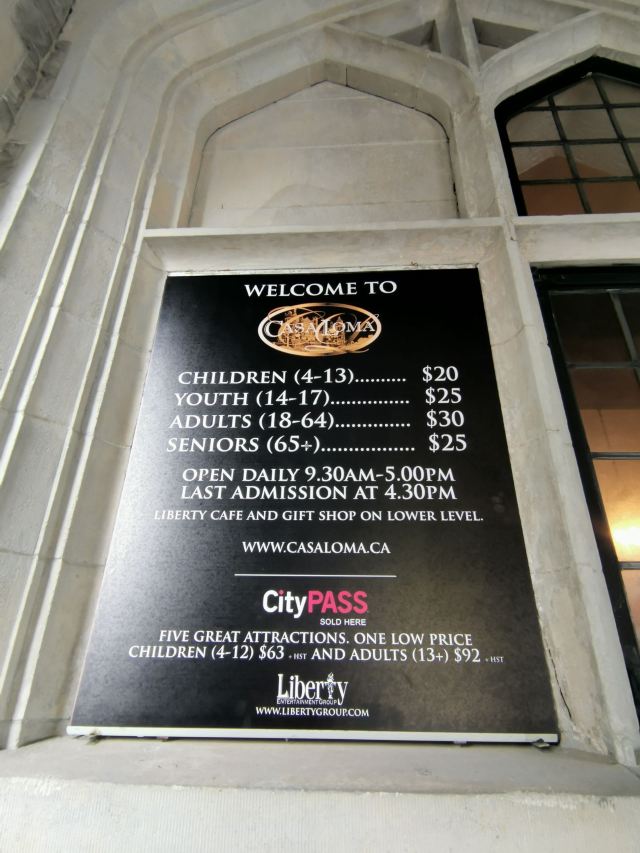 WELCOME TO
CASA LOMA
CHILDREN (4-13).......... $20
YOUTH (14-17)............... $25
ADULTS (18-64).............. $30
SENIORS (65+).................. $25
OPEN DAILY 9.30AM-5.00PM
LAST ADMISSION AT 4.30PM
LIBERTY CAFE AND GIFT SHOP ON LOWER LEVEL.
WWW.CASALOMA.CA
CityPASS
SOLD HERE
FIVE GREAT ATTRACTIONS. ONE LOW PRICE
CHILDREN (4-12) $63 + HST AND ADULTS (13+) $92 + HST
Liberty
ENTERTAINMENT GROUP
WWW.LIBERTYGROUP.COM